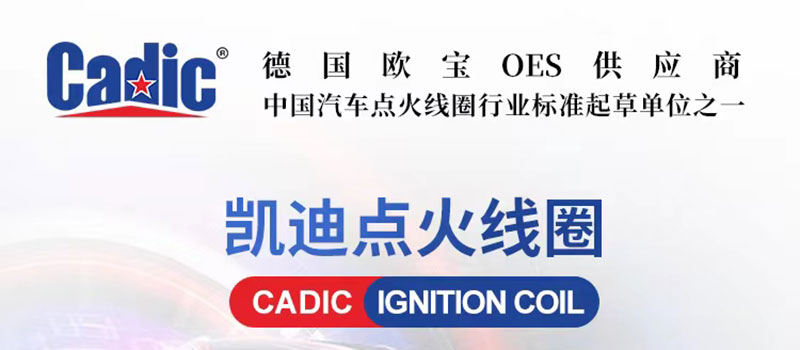 Cadic®
德国欧宝OES供应商
中国汽车点火线圈行业标准起草单位之一
凯迪点火线圈
CADIC IGNITION COIL